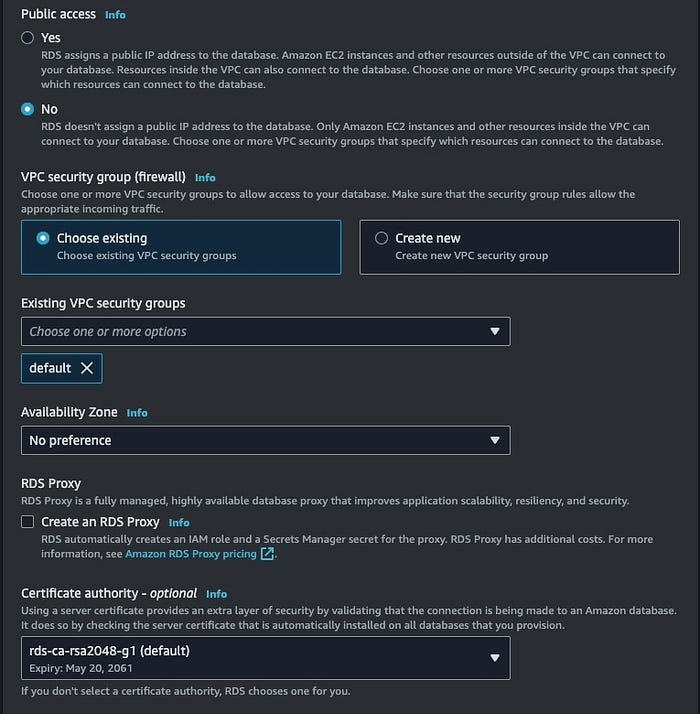 Public access Info
Yes
RDS assigns a public IP address to the database. Amazon EC2 instances and other resources outside of the VPC can connect to
your database. Resources inside the VPC can also connect to the database. Choose one or more VPC security groups that specify
which resources can connect to the database.
No
RDS doesn't assign a public IP address to the database. Only Amazon EC2 instances and other resources inside the VPC can
connect to your database. Choose one or more VPC security groups that specify which resources can connect to the database.
VPC security group (firewall) Info
Choose one or more VPC security groups to allow access to your database. Make sure that the security group rules allow the
appropriate incoming traffic.
Choose existing
Choose existing VPC security groups
Create new
Create new VPC security group
Existing VPC security groups
Choose one or more options
default
Availability Zone Info
No preference
RDS Proxy
RDS Proxy is a fully managed, highly available database proxy that improves application scalability, resiliency, and security.
Create an RDS Proxy Info
RDS automatically creates an IAM role and a Secrets Manager secret for the proxy. RDS Proxy has additional costs. For more
information, see Amazon RDS Proxy pricing.
Certificate authority - optional Info
Using a server certificate provides an extra layer of security by validating that the connection is being made to an Amazon database.
It does so by checking the server certificate that is automatically installed on all databases that you provision.
rds-ca-rsa2048-g1 (default)
Expiry: May 20, 2061
If you don't select a certificate authority, RDS chooses one for you.